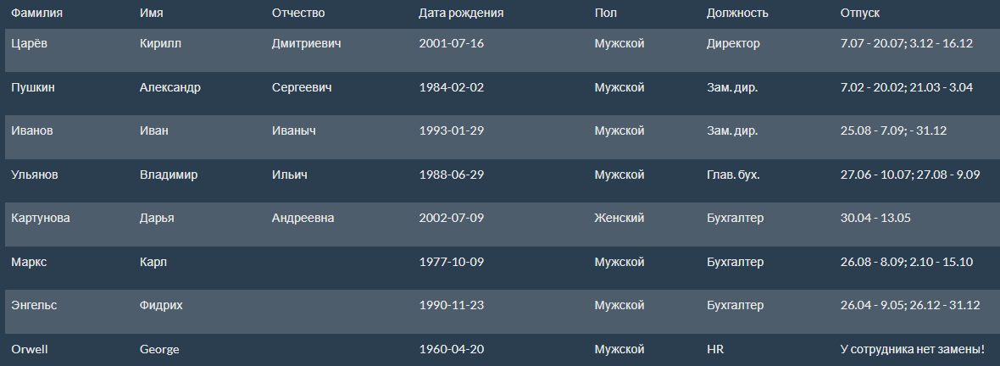 Фамилия Имя Отчество Дата рождения Пол Должность Отпуск
Царёв Кирилл Дмитриевич 2001-07-16 Мужской Директор 7.07 - 20.07; 3.12 - 16.12
Пушкин Александр Сергеевич 1984-02-02 Мужской Зам. дир. 7.02 - 20.02; 21.03 - 3.04
Иванов Иван Иваныч 1993-01-29 Мужской Зам. дир. 25.08 - 7.09; - 31.12
Ульянов Владимир Ильич 1988-06-29 Мужской Глав. бух. 27.06 - 10.07; 27.08 - 9.09
Картунова Дарья Андреевна 2002-07-09 Женский Бухгалтер 30.04 - 13.05
Маркс Карл 1977-10-09 Мужской Бухгалтер 26.08 - 8.09; 2.10 - 15.10
Энгельс Фидрих 1990-11-23 Мужской Бухгалтер 26.04 - 9.05; 26.12 - 31.12
Orwell George 1960-04-20 Мужской HR У сотрудника нет замены!